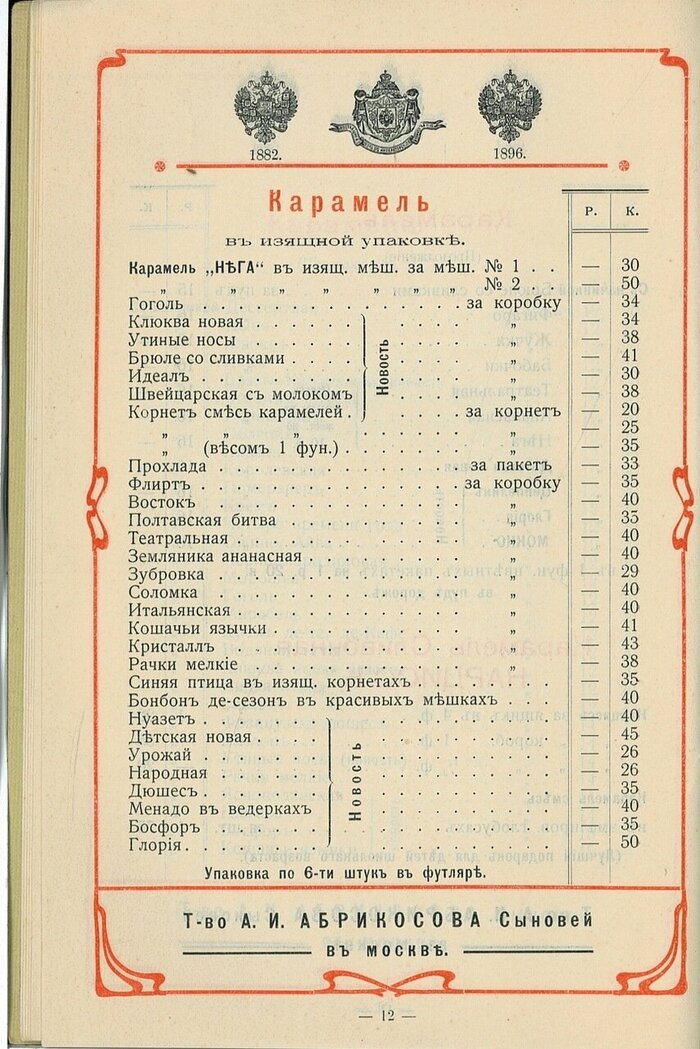 1882. 1896.
Карамель
въ изящной упаковкѣ.
Р. К.
Карамель „НѢГА“ въ изящ. мѣш. за мѣш. № 1 . . — 30
„ „ „ „ „ „ „ № 2 . . — 50
Гоголь . . . . . . . . . . . . за коробку — 34
Клюква новая . . . . . . . . . . „ — 34
Утиные носы . . . . . . . . . . „ — 38
Брюле со сливками . . . . . . . . „ — 41
Идеалъ . . . . . . . . . . . . „ — 30
Швейцарская съ молокомъ . . . . „ — 38
Корнетъ смѣсь карамелей . . . . . за корнетъ — 20
„ „ „ . . . . . . . . „ — 25
„ (вѣсомъ 1 фун.) . . . . . . „ — 35
Новость
Прохлада . . . . . . . . . . . за пакетъ — 33
Флиртъ . . . . . . . . . . . . за коробку — 35
Востокъ . . . . . . . . . . . . „ — 40
Полтавская битва . . . . . . . . „ — 35
Театральная . . . . . . . . . . „ — 40
Земляника ананасная . . . . . . „ — 40
Зубровка . . . . . . . . . . . „ — 29
Соломка . . . . . . . . . . . . „ — 40
Итальянская . . . . . . . . . . „ — 40
Кошачьи язычки . . . . . . . . . „ — 41
Кристаллъ . . . . . . . . . . . „ — 43
Рачки мелкіе . . . . . . . . . . „ — 38
Синяя птица въ изящ. корнетахъ . . . . . . — 35
Бонбонъ де-сезонъ въ красивыхъ мѣшкахъ . . . — 40
Нуазетъ . . . . . . . . . . . . — 40
Дѣтская новая . . . . . . . . . . — 45
Урожай . . . . . . . . . . . . — 26
Народная . . . . . . . . . . . — 26
Дюшесъ . . . . . . . . . . . . — 35
Менадо въ ведеркахъ . . . . . . . — 40
Босфоръ . . . . . . . . . . . . — 35
Глорія . . . . . . . . . . . . — 50
Новость
Упаковка по 6-ти штукъ въ футлярѣ.
Т-во А. И. АБРИКОСОВА Сыновей
въ москвѣ.
— 12 —